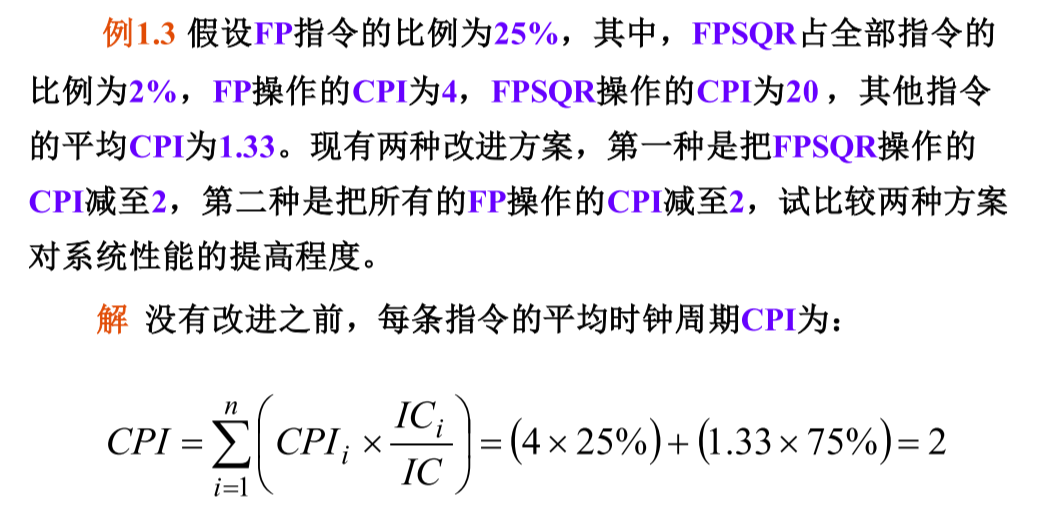 例1.3 假设FP指令的比例为25%，其中，FPSQR占全部指令的
比例为2%，FP操作的CPI为4，FPSQR操作的CPI为20 ，其他指令
的平均CPI为1.33。现有两种改进方案，第一种是把FPSQR操作的
CPI减至2，第二种是把所有的FP操作的CPI减至2，试比较两种方案
对系统性能的提高程度。
解 没有改进之前，每条指令的平均时钟周期CPI为：
CPI = \sum_{i=1}^{n} \left( CPI_i × \frac{IC_i}{IC} \right) = (4 × 25%) + (1.33 × 75%) = 2